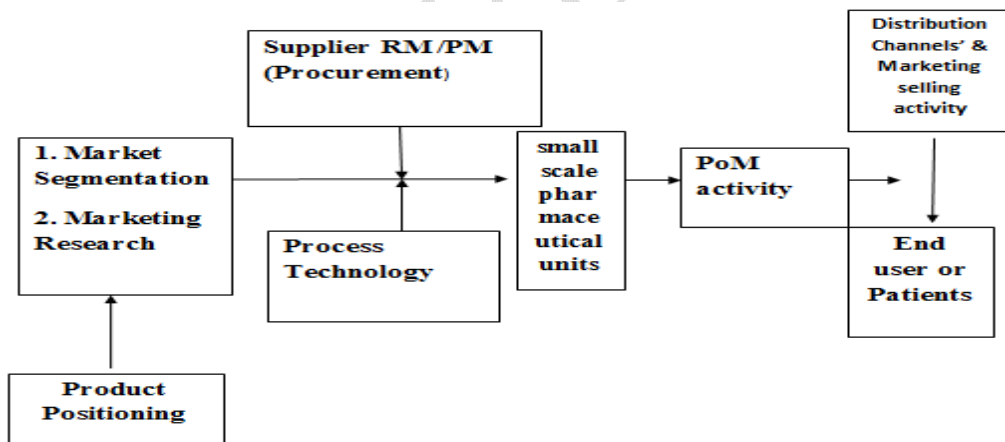 Supplier RM/PM
(Procurement)
Distribution
Channels' &
Marketing
selling
activity
1. Market
Segmentation
2. Marketing
Research
small
scale
phar
mace
utical
units
PoM
activity
Process
Technology
End
user or
Patients
Product
Positioning